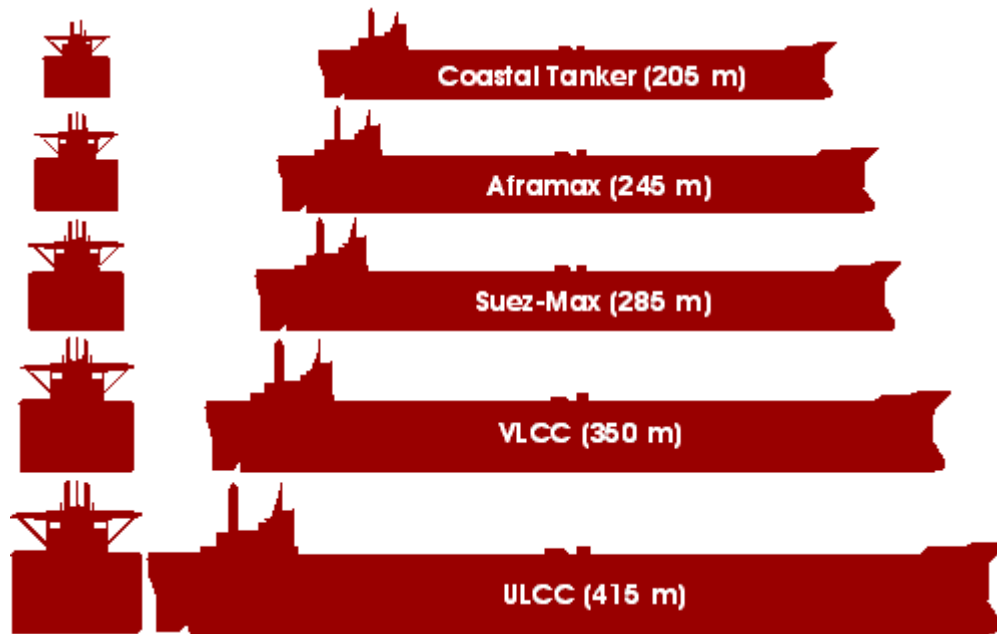 Coastal Tanker (205 m)
Aframax (245 m)
Suez-Max (285 m)
VLCC (350 m)
ULCC (415 m)